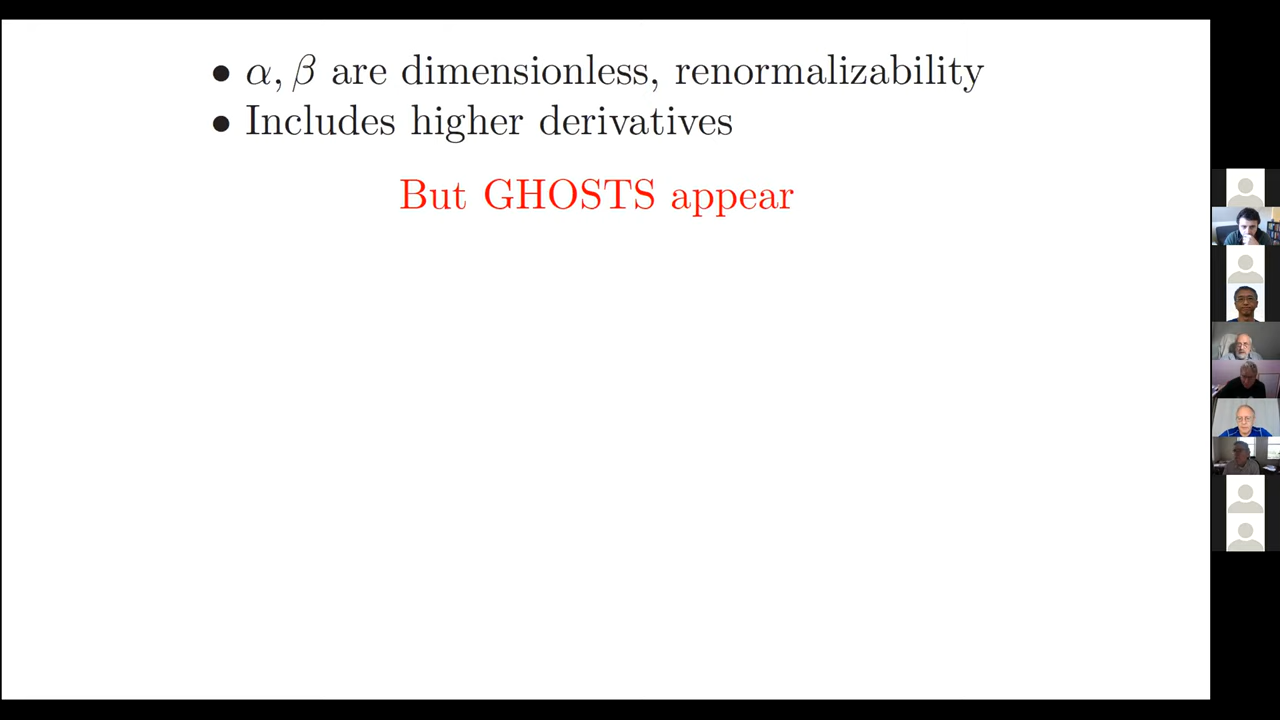 • α, β are dimensionless, renormalizability
• Includes higher derivatives
But GHOSTS appear